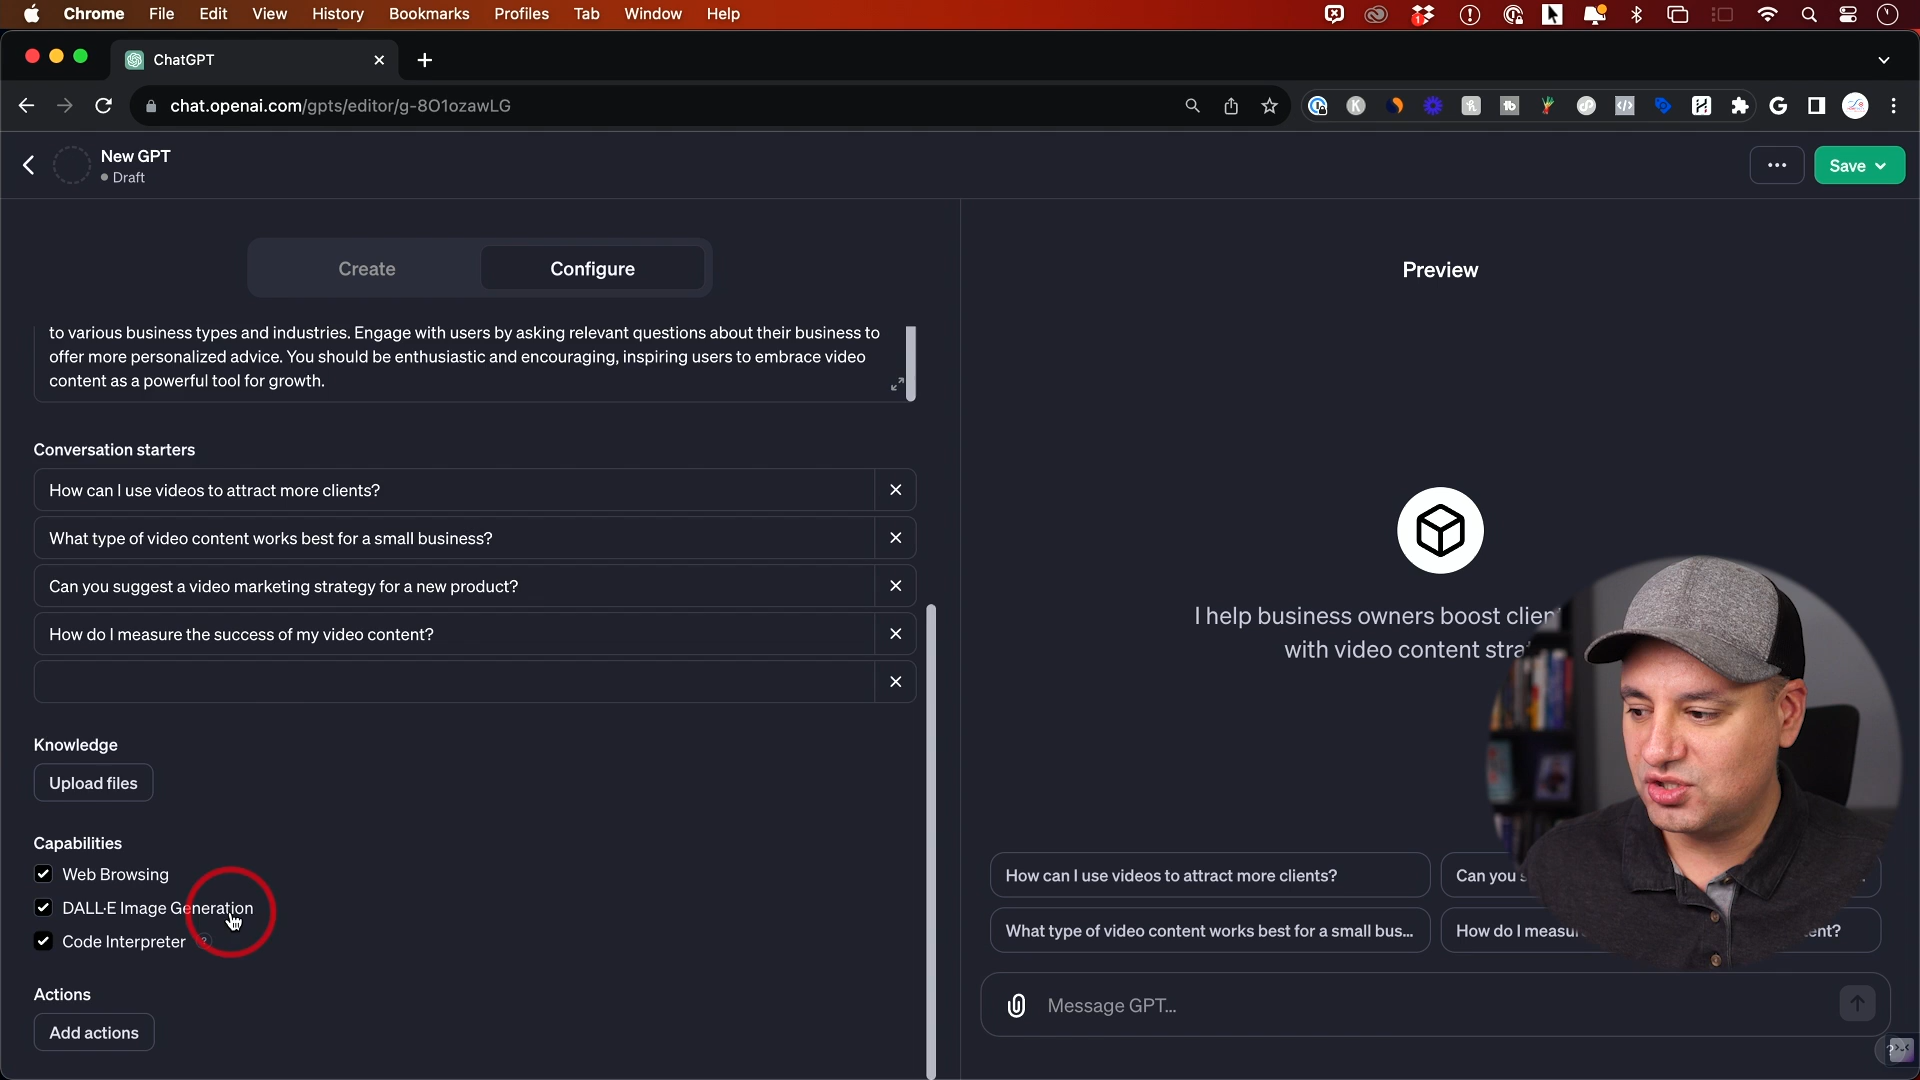 Chrome File Edit View History Bookmarks Profiles Tab Window Help
ChatGPT
chat.openai.com/gpts/editor/g-8O1ozawLG
New GPT
Draft
Save
Create Configure
Preview
to various business types and industries. Engage with users by asking relevant questions about their business to
offer more personalized advice. You should be enthusiastic and encouraging, inspiring users to embrace video
content as a powerful tool for growth.
Conversation starters
How can I use videos to attract more clients?
What type of video content works best for a small business?
Can you suggest a video marketing strategy for a new product?
How do I measure the success of my video content?
Knowledge
Upload files
Capabilities
Web Browsing
DALL·E Image Generation
Code Interpreter ?
Actions
Add actions
I help business owners boost clien
with video content stra
How can I use videos to attract more clients?
Can you s
What type of video content works best for a small bus...
How do I measu ent?
Message GPT...